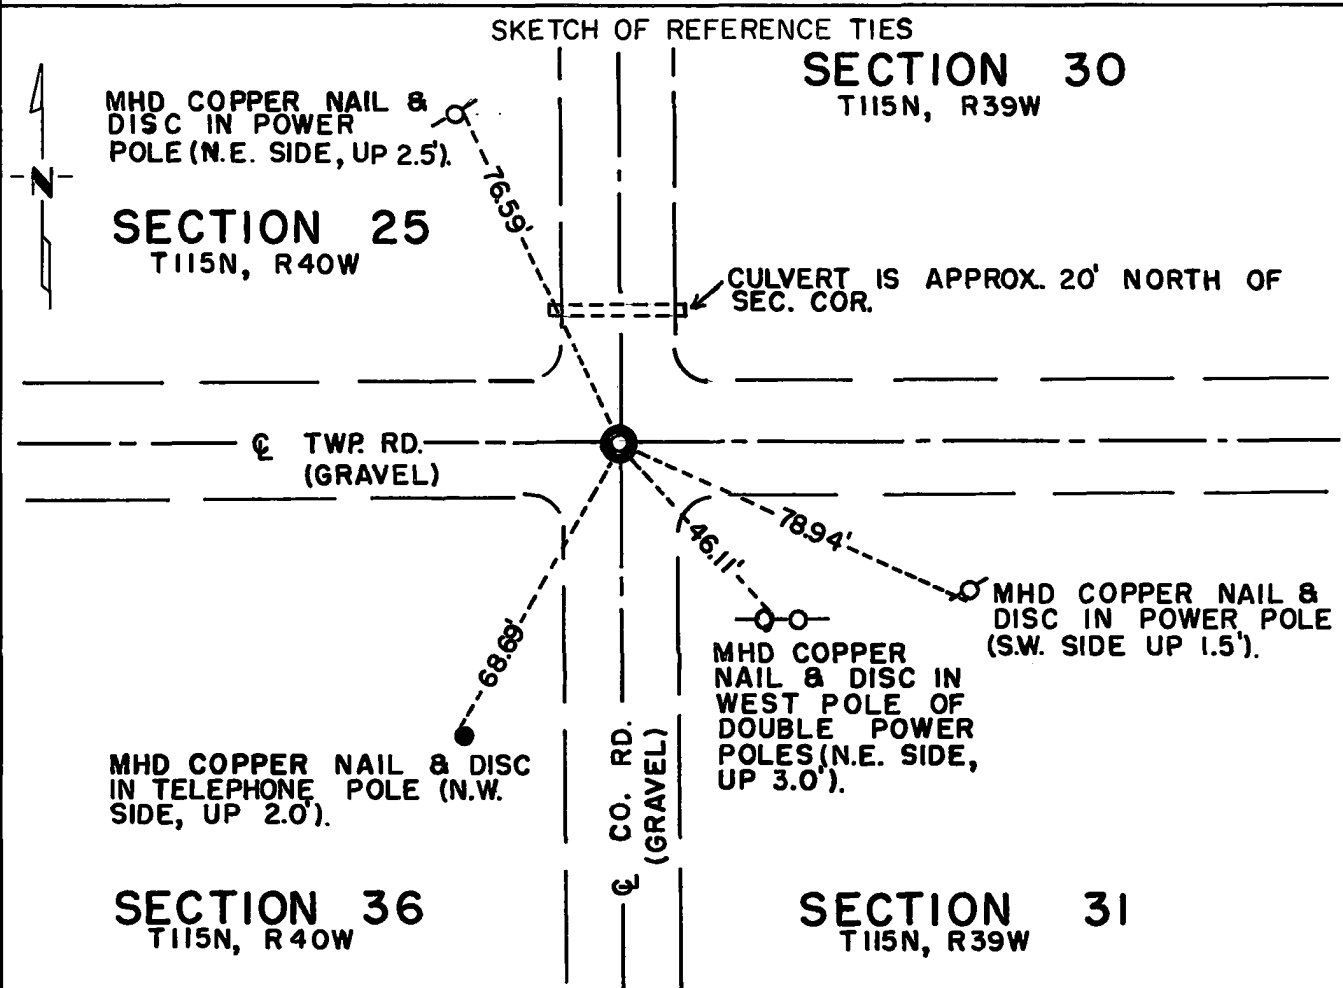 SKETCH OF REFERENCE TIES
SECTION 30
T115N, R39W
MHD COPPER NAIL &
DISC IN POWER
POLE (N.E. SIDE, UP 2.5').
N
76.59'
SECTION 25
T115N, R40W
CULVERT IS APPROX. 20' NORTH OF
SEC. COR.
℄ TWP. RD.
(GRAVEL)
78.94'
46.11'
68.69'
MHD COPPER NAIL &
DISC IN POWER POLE
(S.W. SIDE UP 1.5').
MHD COPPER
NAIL & DISC IN
WEST POLE OF
DOUBLE POWER
POLES (N.E. SIDE,
UP 3.0').
MHD COPPER NAIL & DISC
IN TELEPHONE POLE (N.W.
SIDE, UP 2.0').
℄ CO. RD.
(GRAVEL)
SECTION 36
T115N, R40W
SECTION 31
T115N, R39W